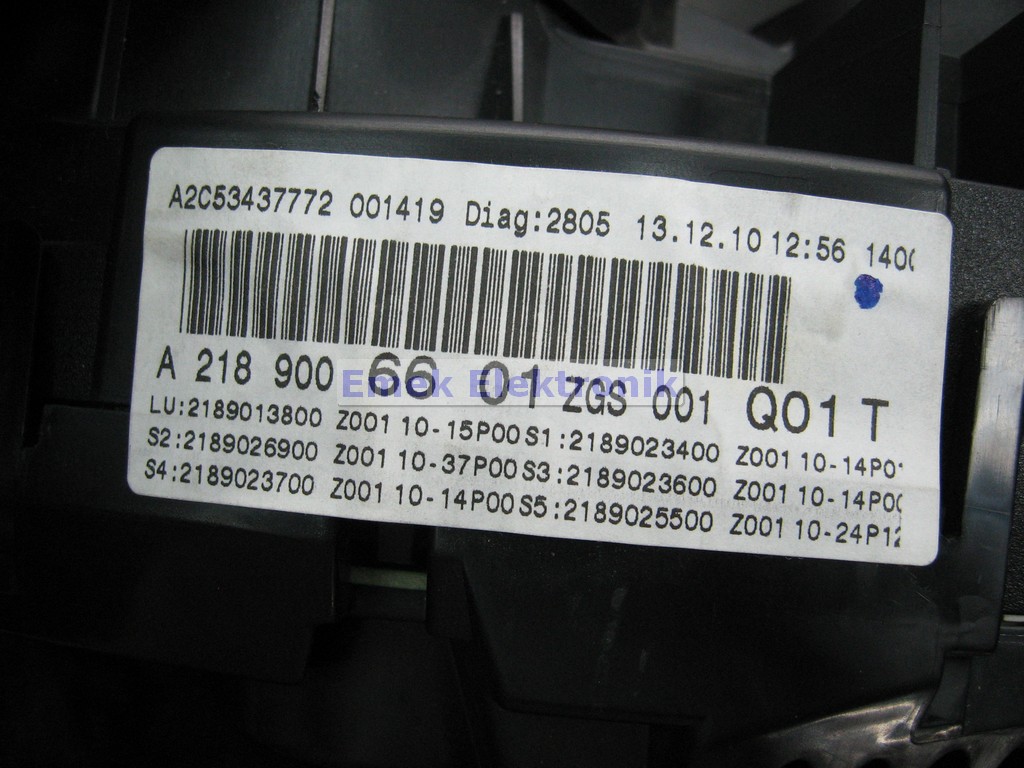 A2C53437772 001419 Diag:2805 13.12.10 12:56 140
A 218 900 66 01 ZGS 001 Q01 T
Emek Elektronik
LU:2189013800 Z001 10-15P00 S1:2189023400 Z001 10-14P0
S2:2189026900 Z001 10-37P00 S3:2189023600 Z001 10-14P0
S4:2189023700 Z001 10-14P00 S5:2189025500 Z001 10-24P12